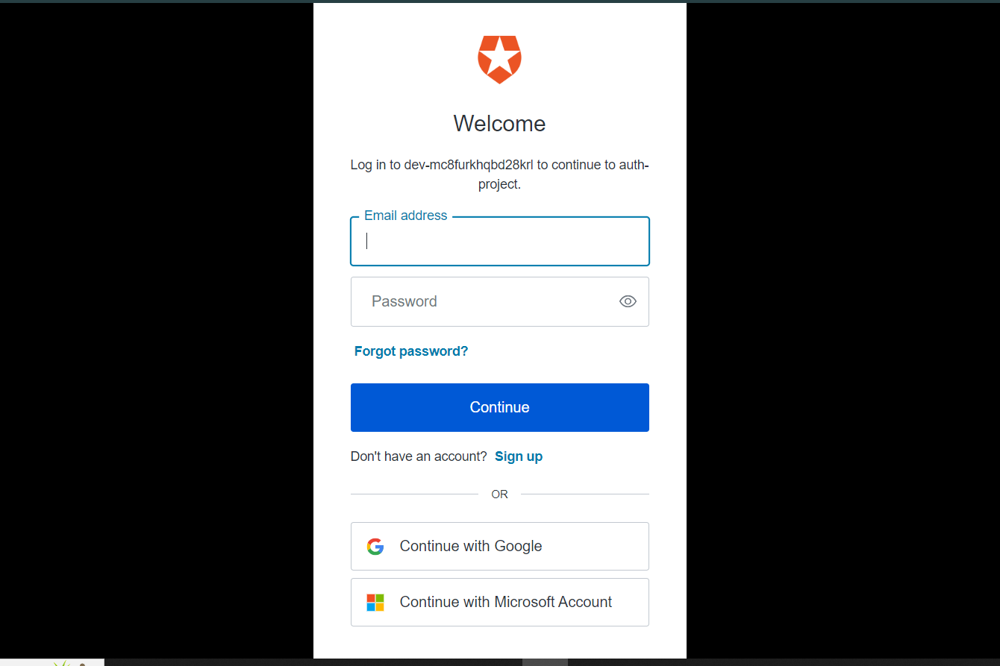 Welcome
Log in to dev-mc8furkhqbd28krl to continue to auth-
project.
Email address
Password
Forgot password?
Continue
Don't have an account? Sign up
OR
Continue with Google
Continue with Microsoft Account